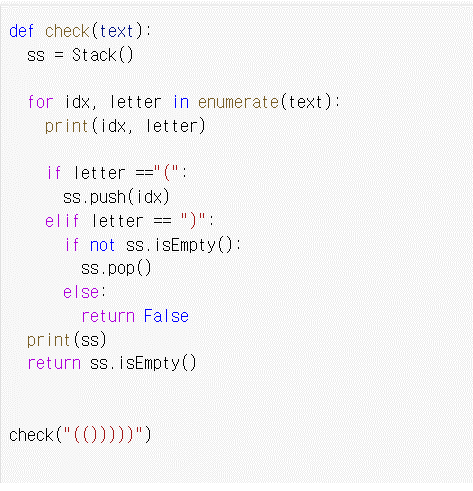 def check(text):
  ss = Stack()
  for idx, letter in enumerate(text):
    print(idx, letter)
    if letter =="(":
      ss.push(idx)
    elif letter == ")":
      if not ss.isEmpty():
        ss.pop()
      else:
        return False
  print(ss)
  return ss.isEmpty()
check("(()))))")